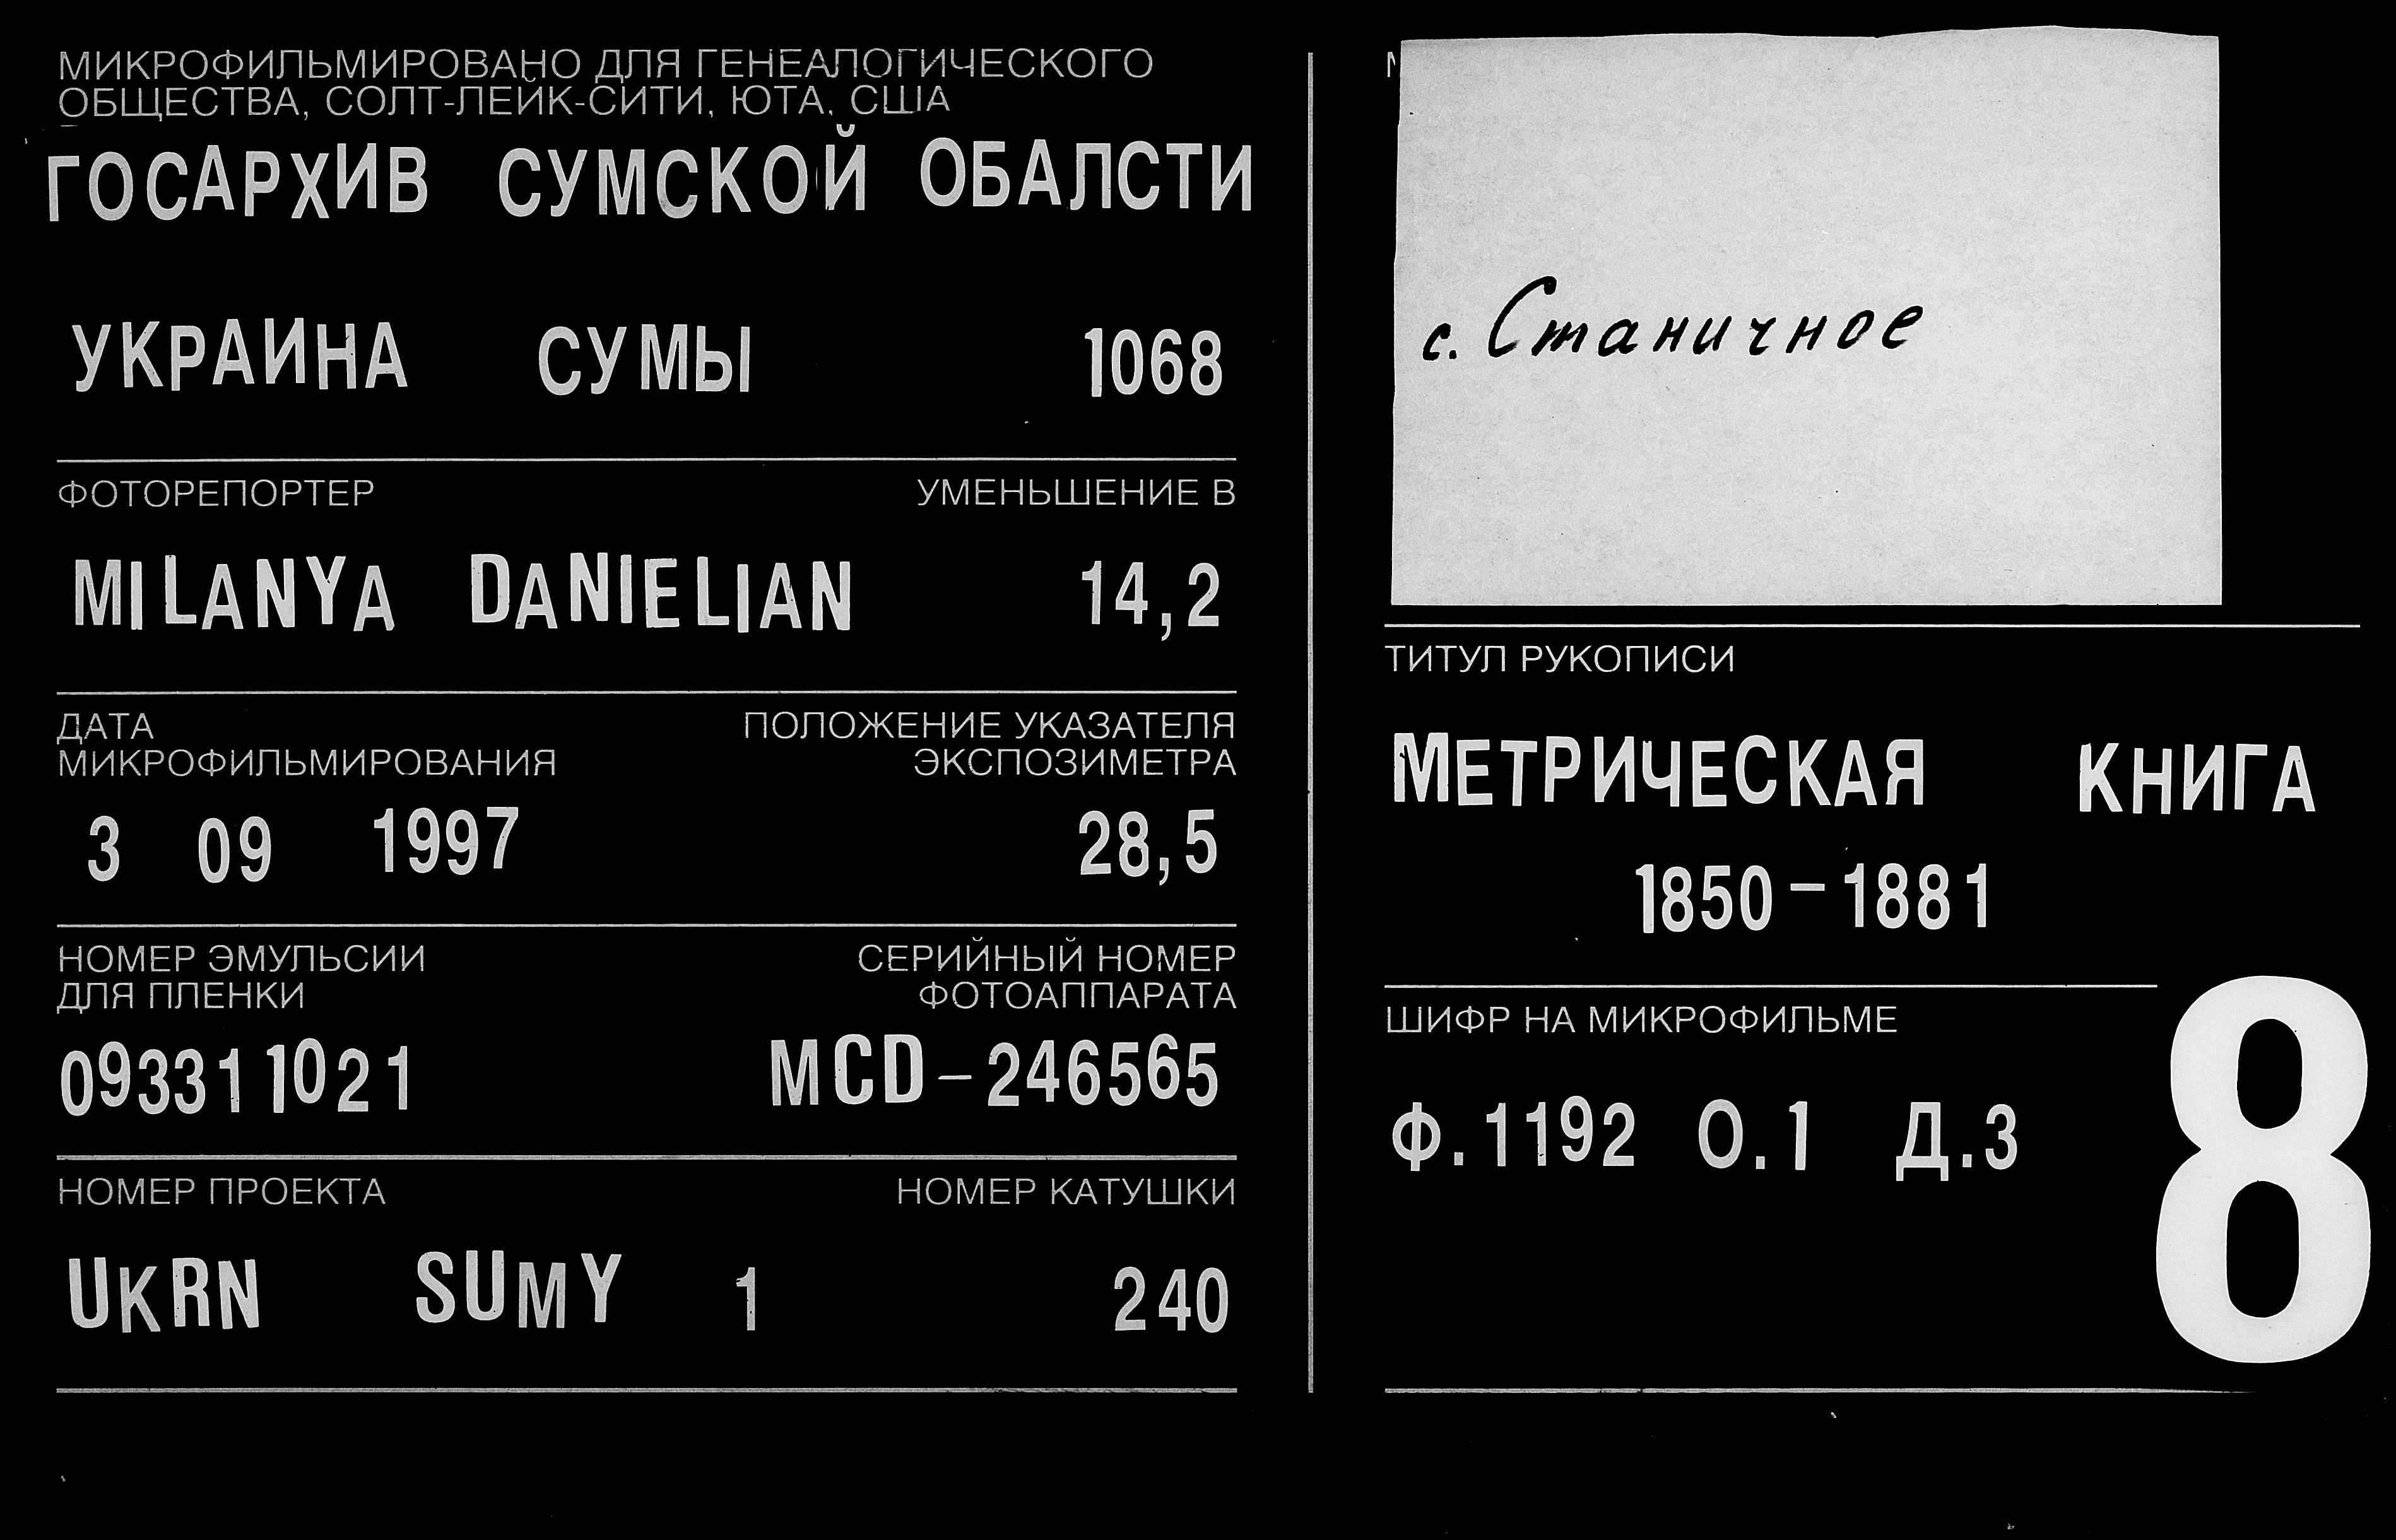 МИКРОФИЛЬМИРОВАНО ДЛЯ ГЕНЕАЛОГИЧЕСКОГО
ОБЩЕСТВА, СОЛТ-ЛЕЙК-СИТИ, ЮТА, США
ГОСАРХИВ СУМСКОЙ ОБАЛСТИ
УКРАИНА СУМЫ 1068
ФОТОРЕПОРТЕР УМЕНЬШЕНИЕ В
MILANYA DANIELIAN 14,2
ДАТА ПОЛОЖЕНИЕ УКАЗАТЕЛЯ
МИКРОФИЛЬМИРОВАНИЯ ЭКСПОЗИМЕТРА
3 09 1997 28,5
НОМЕР ЭМУЛЬСИИ СЕРИЙНЫЙ НОМЕР
ДЛЯ ПЛЕНКИ ФОТОАППАРАТА
093311021 MCD-246565
НОМЕР ПРОЕКТА НОМЕР КАТУШКИ
UKRN SUMY 1 240
с. Станичное
ТИТУЛ РУКОПИСИ
МЕТРИЧЕСКАЯ КНИГА
1850-1881
ШИФР НА МИКРОФИЛЬМЕ
Ф.1192 О.1 Д.3
8